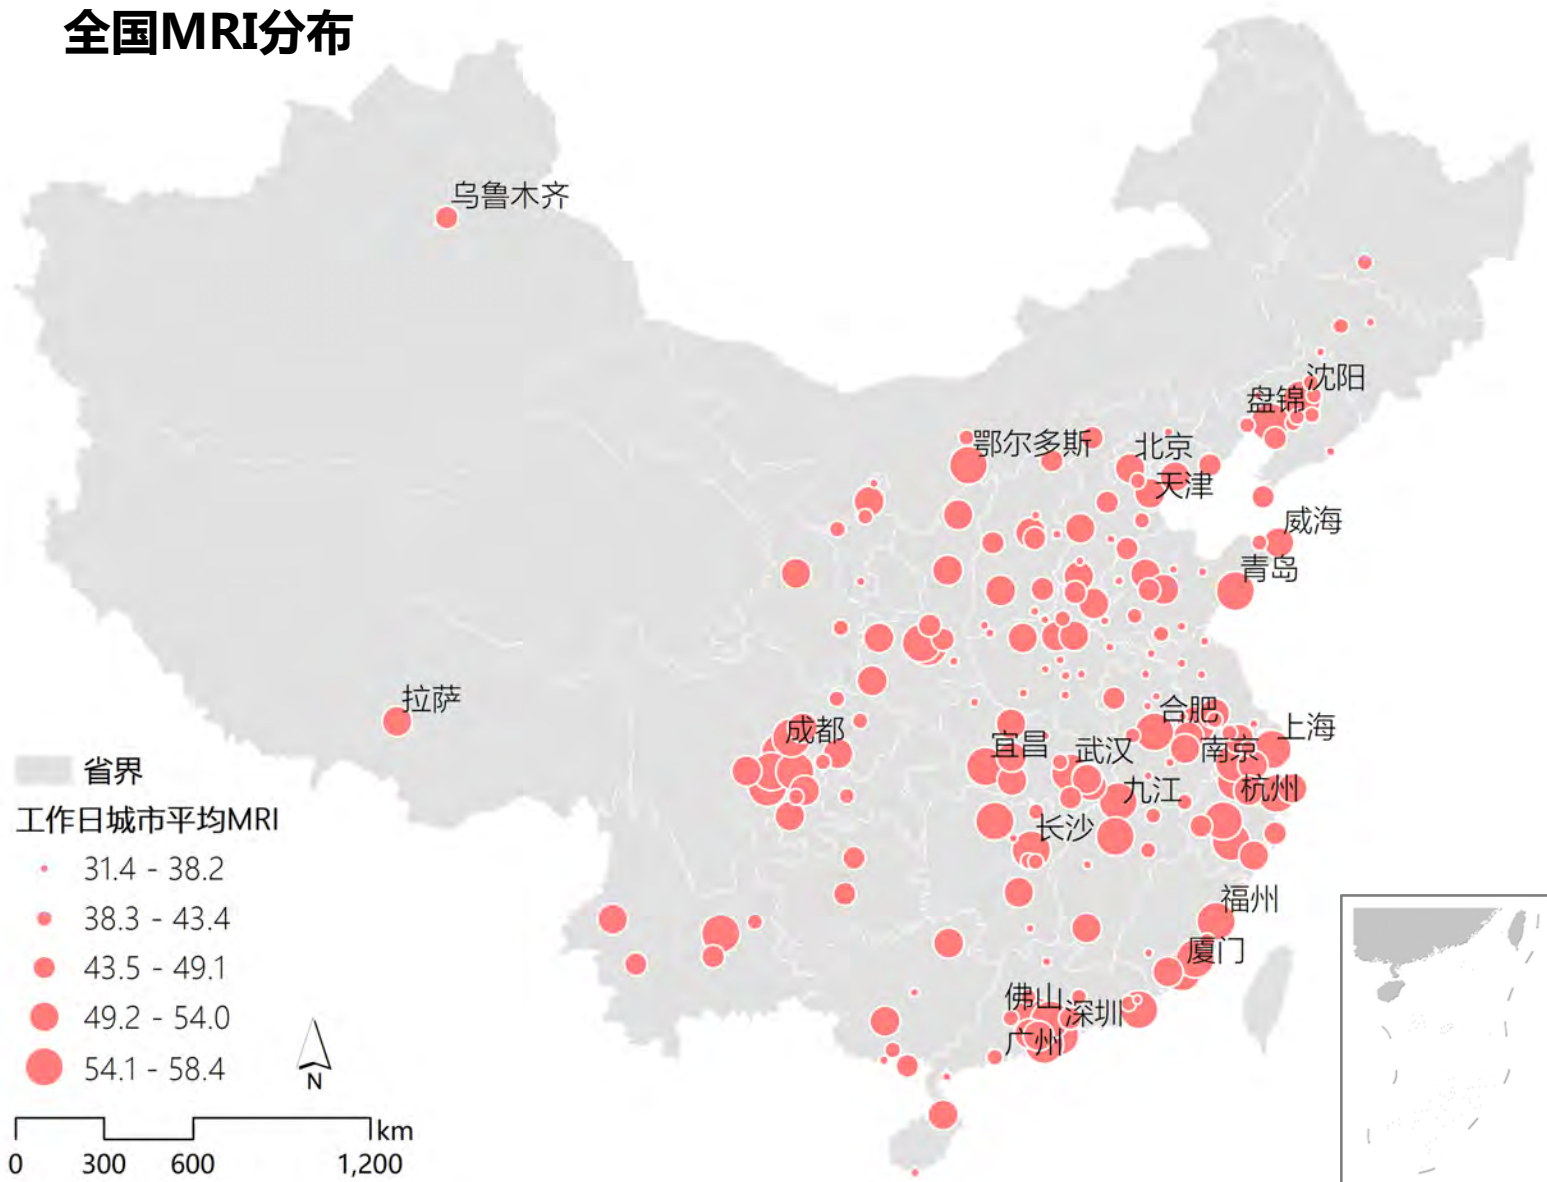 全国MRI分布
乌鲁木齐
沈阳
盘锦
鄂尔多斯
北京
天津
威海
青岛
拉萨
成都
合肥
上海
宜昌
武汉
南京
九江
杭州
长沙
福州
厦门
佛山
深圳
广州
省界
工作日城市平均MRI
31.4 - 38.2
38.3 - 43.4
43.5 - 49.1
49.2 - 54.0
54.1 - 58.4
N
km
0 300 600 1,200